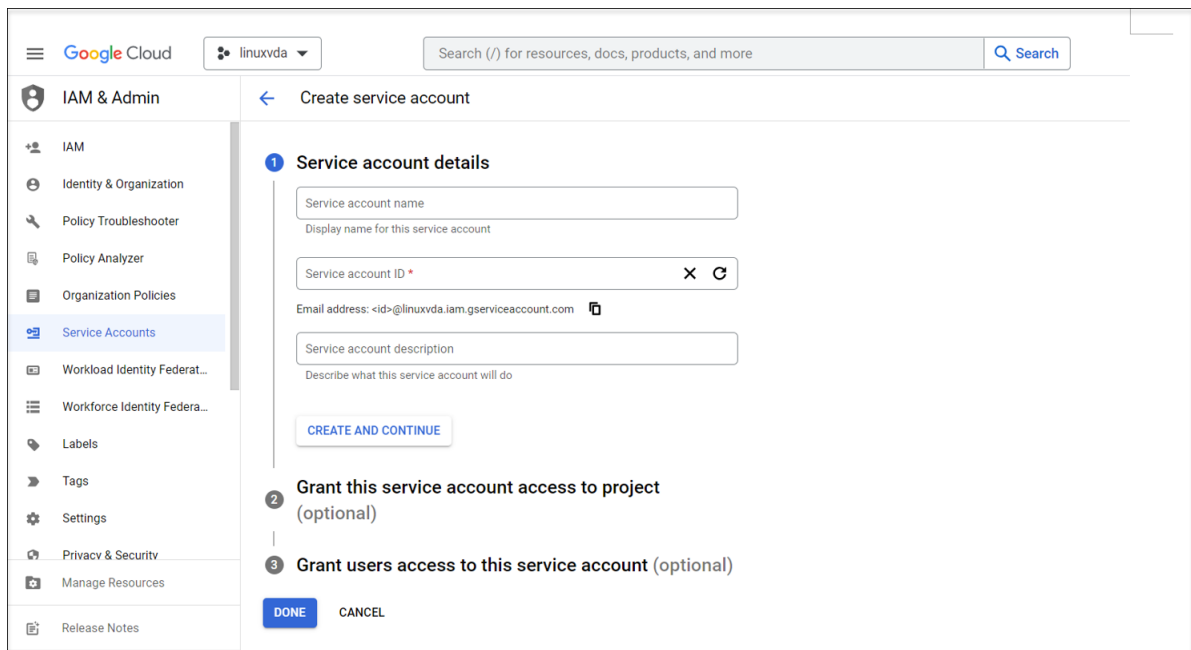 Google Cloud
linuxvda
Search (/) for resources, docs, products, and more
Search
IAM & Admin
Create service account
IAM
Identity & Organization
Policy Troubleshooter
Policy Analyzer
Organization Policies
Service Accounts
Workload Identity Federat...
Workforce Identity Federa...
Labels
Tags
Settings
Privacy & Security
Manage Resources
Release Notes
1 Service account details
Service account name
Display name for this service account
Service account ID *
Email address: <id>@linuxvda.iam.gserviceaccount.com
Service account description
Describe what this service account will do
CREATE AND CONTINUE
2 Grant this service account access to project
(optional)
3 Grant users access to this service account (optional)
DONE CANCEL